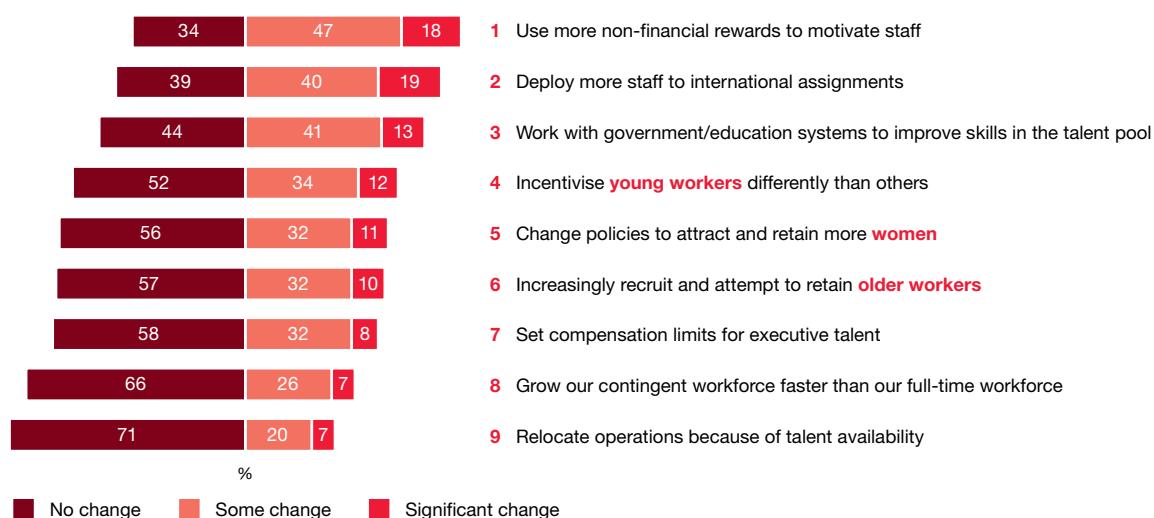 34 47 18 1 Use more non-financial rewards to motivate staff
39 40 19 2 Deploy more staff to international assignments
44 41 13 3 Work with government/education systems to improve skills in the talent pool
52 34 12 4 Incentivise young workers differently than others
56 32 11 5 Change policies to attract and retain more women
57 32 10 6 Increasingly recruit and attempt to retain older workers
58 32 8 7 Set compensation limits for executive talent
66 26 7 8 Grow our contingent workforce faster than our full-time workforce
71 20 7 9 Relocate operations because of talent availability
%
No change Some change Significant change